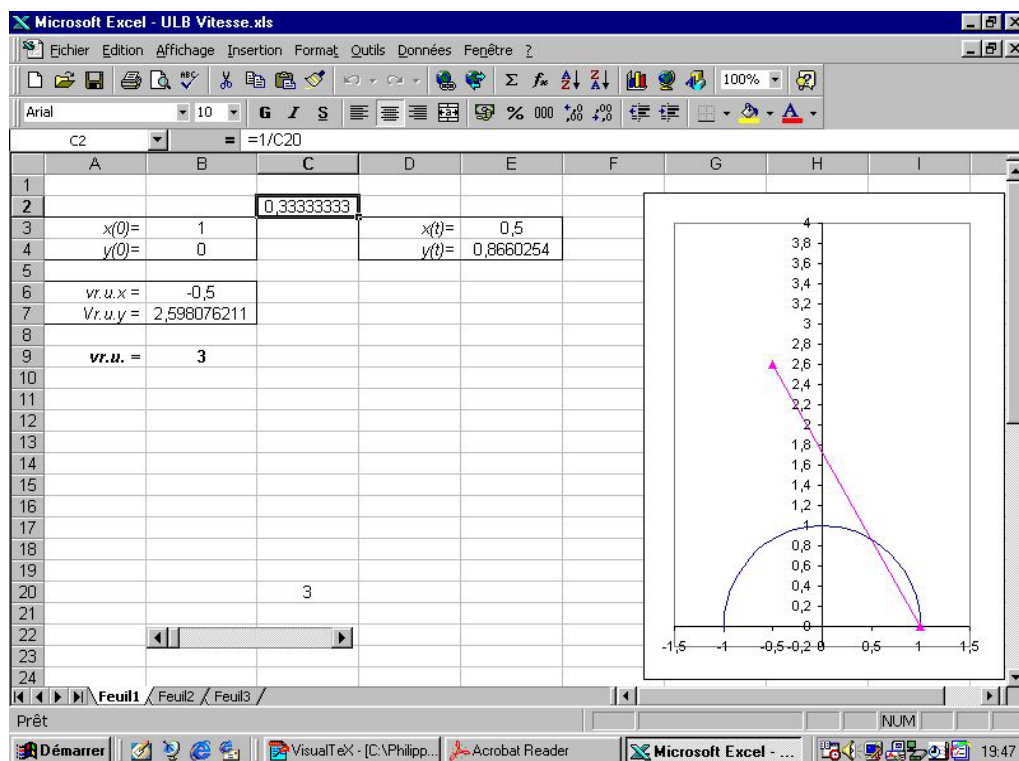 Microsoft Excel - ULB Vitesse.xls
Fichier Edition Affichage Insertion Format Outils Données Fenêtre ?
ABC Σ fx A Z Z A 100% ?
Arial 10 G I S % 000 ,00 ,00 A
C2 = =1/C20
A B C D E F G H I
1
2 0,33333333
3 x(0)= 1 x(t)= 0,5
4 y(0)= 0 y(t)= 0,8660254
5
6 vr.u.x = -0,5
7 Vr.u.y = 2,598076211
8
9 vr.u. = 3
10
11
12
13
14
15
16
17
18
19
20 3
21
22
23
24
4
3,8
3,6
3,4
3,2
3
2,8
2,6
2,4
2,2
2
1,8
1,6
1,4
1,2
1
0,8
0,6
0,4
0,2
0
-0,2
-1,5 -1 -0,5 0 0,5 1 1,5
Feuil1 Feuil2 Feuil3
Prêt NUM
Démarrer VisualTeX - [C:\Philipp... Acrobat Reader Microsoft Excel - ... 19:47